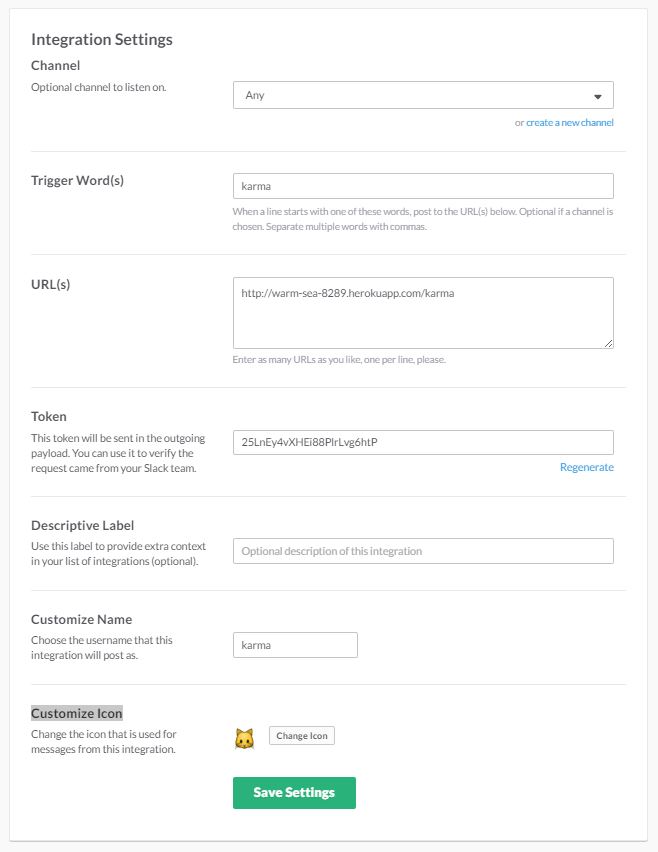 Integration Settings
Channel
Optional channel to listen on.
Any
or create a new channel
Trigger Word(s)
karma
When a line starts with one of these words, post to the URL(s) below. Optional if a channel is
chosen. Separate multiple words with commas.
URL(s)
http://warm-sea-8289.herokuapp.com/karma
Enter as many URLs as you like, one per line, please.
Token
This token will be sent in the outgoing
payload. You can use it to verify the
request came from your Slack team.
25LnEy4vXHEi88PlrLvg6htP
Regenerate
Descriptive Label
Use this label to provide extra context
in your list of integrations (optional).
Optional description of this integration
Customize Name
Choose the username that this
integration will post as.
karma
Customize Icon
Change the icon that is used for
messages from this integration.
Change Icon
Save Settings